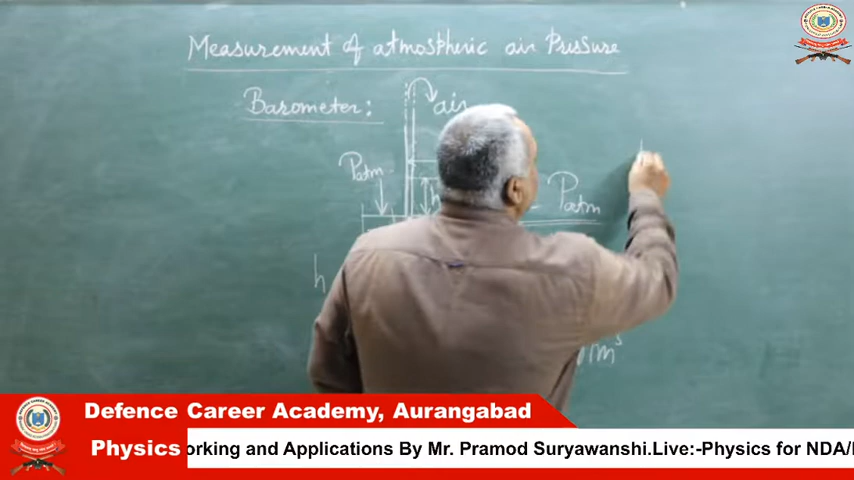 Measurement of atmospheric air Pressure
Barometer:
air
Patm
h
- Patm
h
m³
Defence Career Academy, Aurangabad
Physics
orking and Applications By Mr. Pramod Suryawanshi.Live:-Physics for NDA/